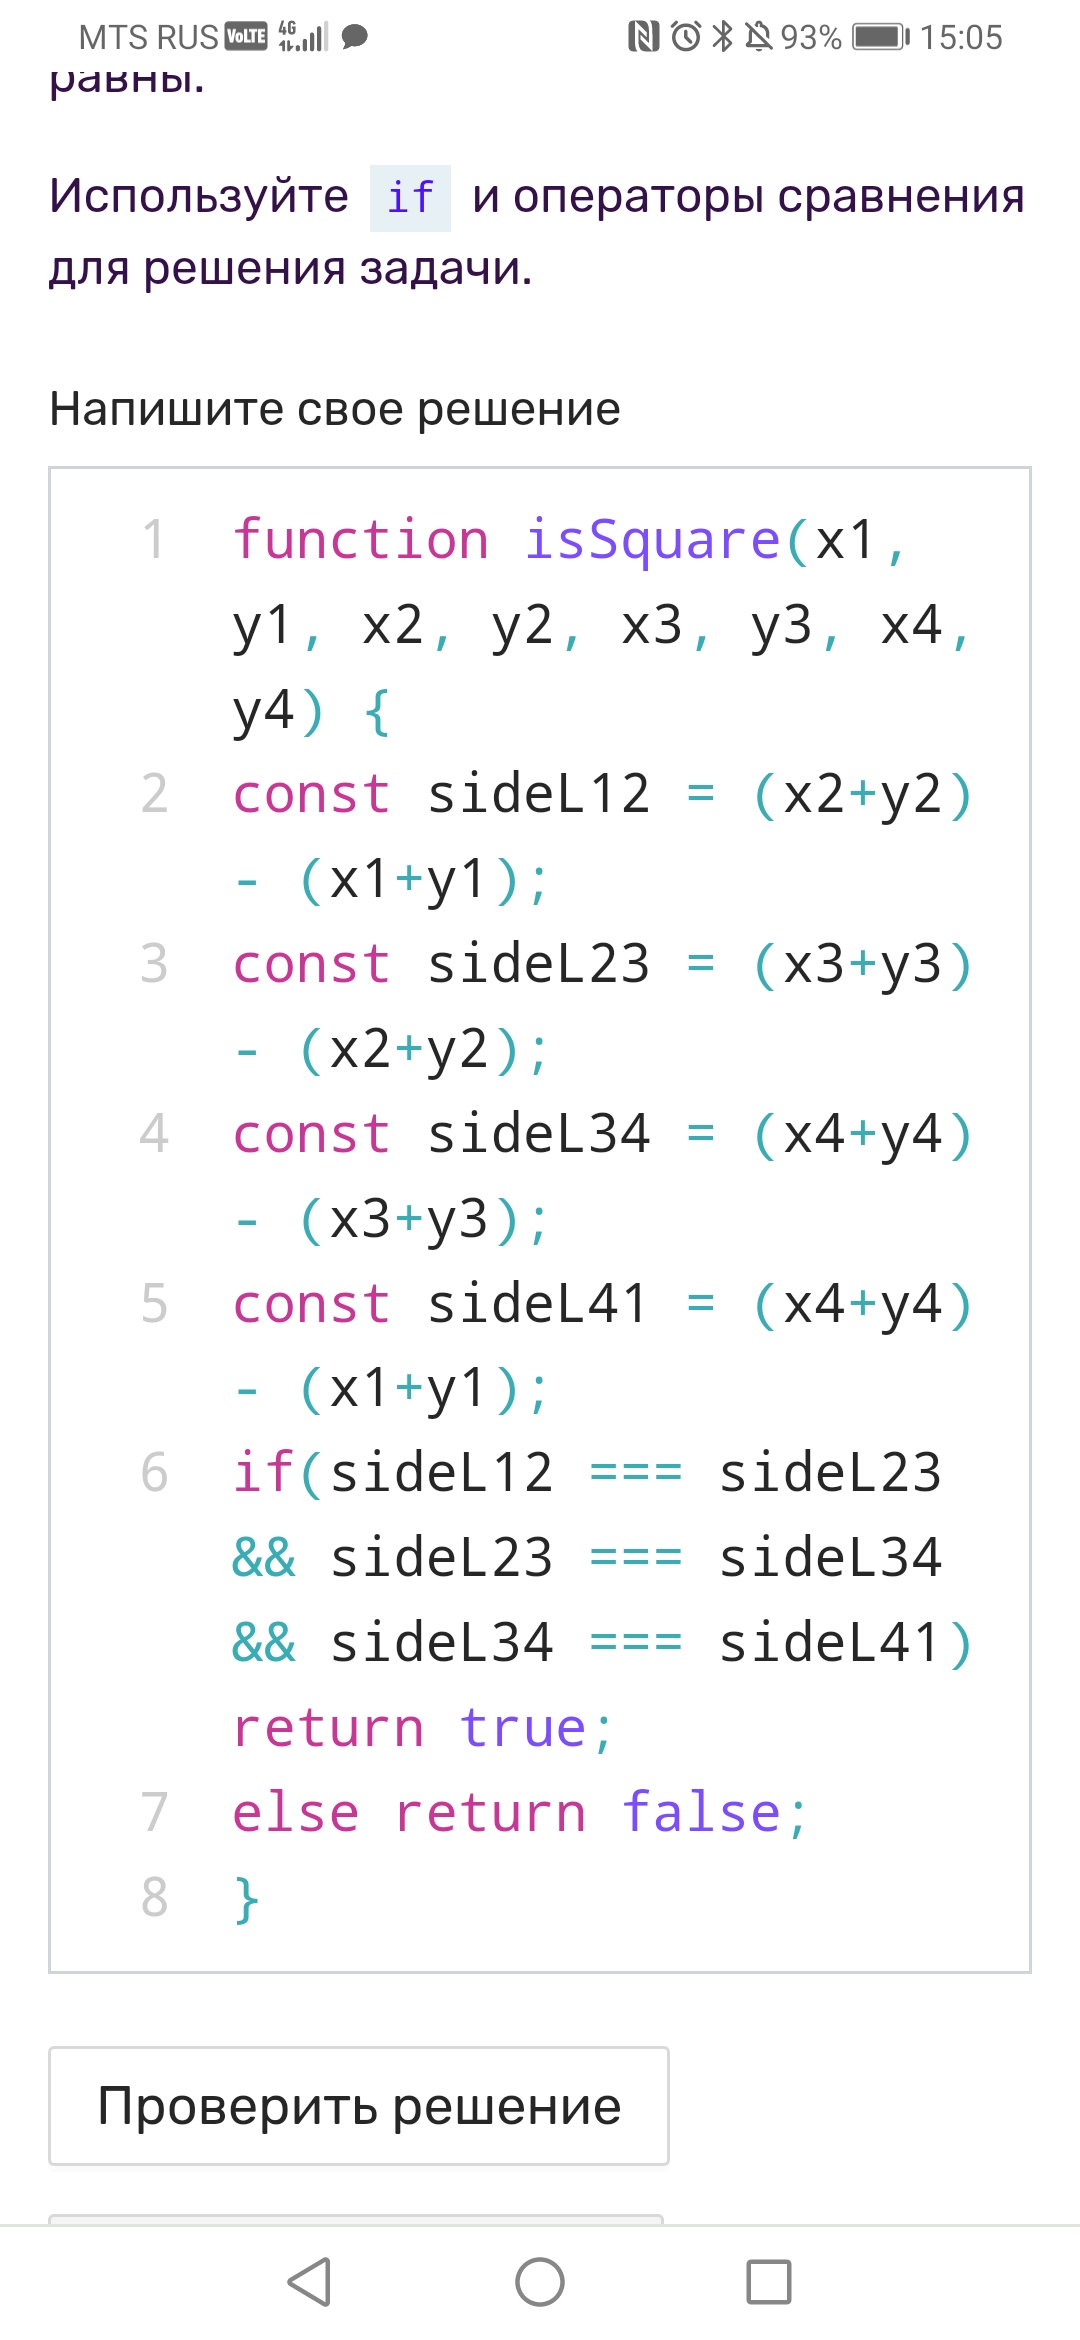 MTS RUS VoLTE 4G 93% 15:05
равны.
Используйте if и операторы сравнения
для решения задачи.
Напишите свое решение
1 function isSquare(x1,
y1, x2, y2, x3, y3, x4,
y4) {
2 const sideL12 = (x2+y2)
- (x1+y1);
3 const sideL23 = (x3+y3)
- (x2+y2);
4 const sideL34 = (x4+y4)
- (x3+y3);
5 const sideL41 = (x4+y4)
- (x1+y1);
6 if(sideL12 === sideL23
&& sideL23 === sideL34
&& sideL34 === sideL41)
return true;
7 else return false;
8 }
Проверить решение